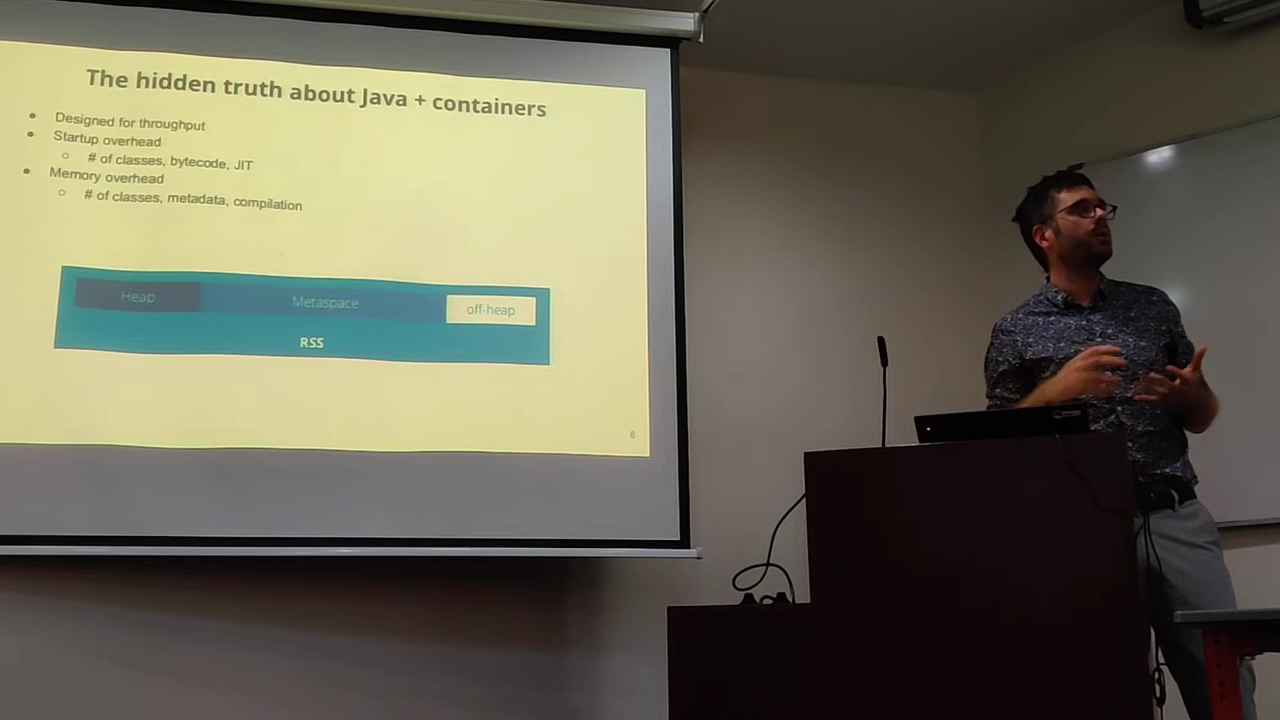 The hidden truth about Java + containers
Designed for throughput
Startup overhead
# of classes, bytecode, JIT
Memory overhead
# of classes, metadata, compilation
Heap
Metaspace
off-heap
RSS
8